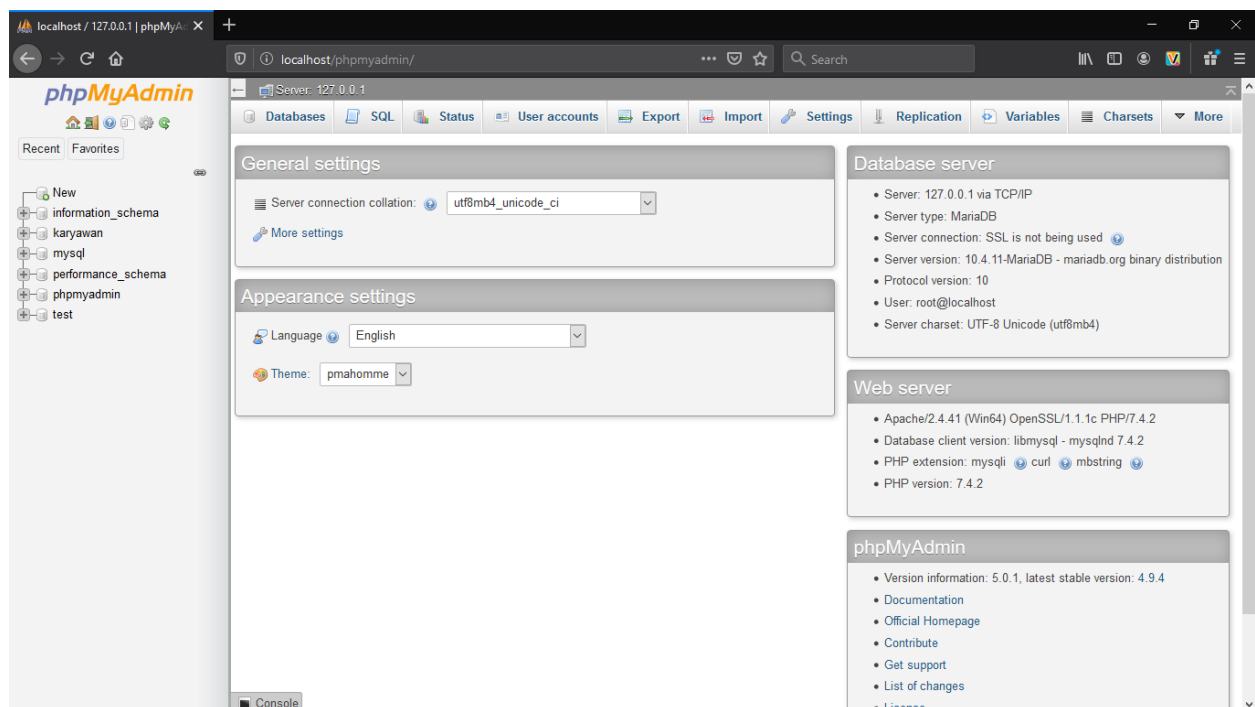 localhost / 127.0.0.1 | phpMyAd
localhost/phpmyadmin/
Search
phpMyAdmin
Recent Favorites
New
information_schema
karyawan
mysql
performance_schema
phpmyadmin
test
Server: 127.0.0.1
Databases SQL Status User accounts Export Import Settings Replication Variables Charsets More
General settings
Server connection collation: utf8mb4_unicode_ci
More settings
Appearance settings
Language English
Theme: pmahomme
Database server
Server: 127.0.0.1 via TCP/IP
Server type: MariaDB
Server connection: SSL is not being used
Server version: 10.4.11-MariaDB - mariadb.org binary distribution
Protocol version: 10
User: root@localhost
Server charset: UTF-8 Unicode (utf8mb4)
Web server
Apache/2.4.41 (Win64) OpenSSL/1.1.1c PHP/7.4.2
Database client version: libmysql - mysqlnd 7.4.2
PHP extension: mysqli curl mbstring
PHP version: 7.4.2
phpMyAdmin
Version information: 5.0.1, latest stable version: 4.9.4
Documentation
Official Homepage
Contribute
Get support
List of changes
License
Console